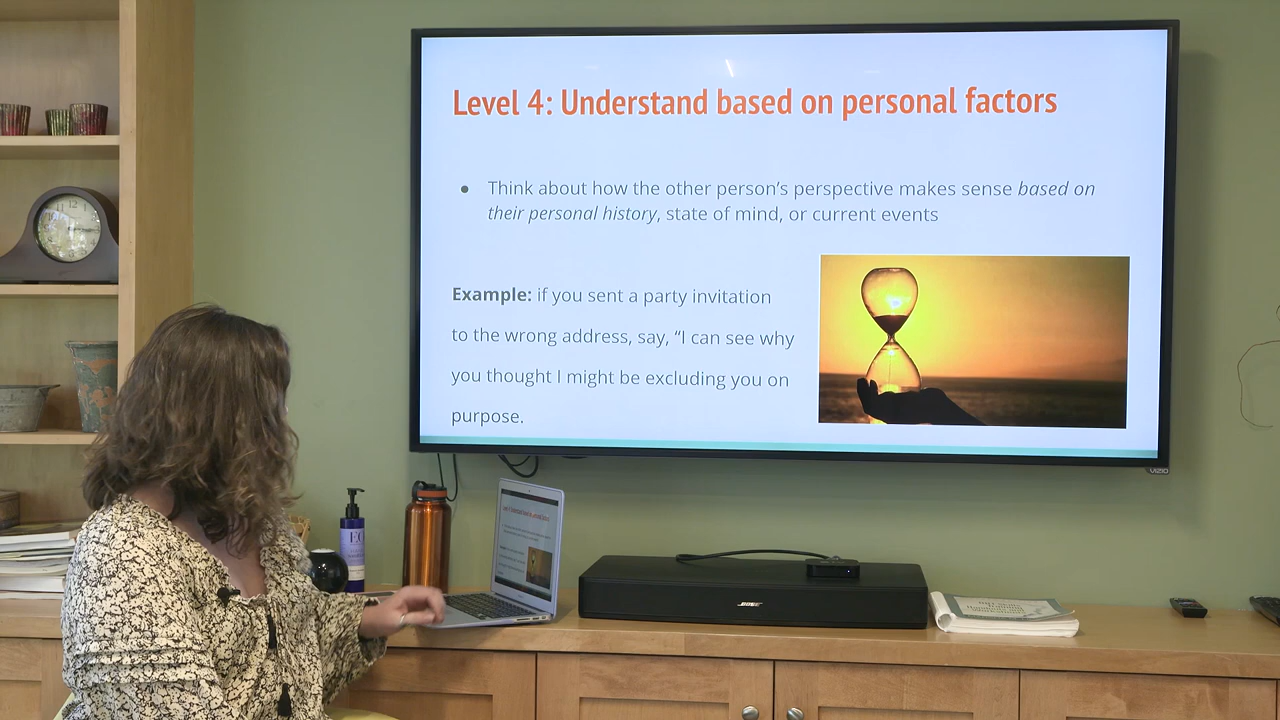 Level 4: Understand based on personal factors
● Think about how the other person’s perspective makes sense based on
their personal history, state of mind, or current events
Example: if you sent a party invitation
to the wrong address, say, “I can see why
you thought I might be excluding you on
purpose.
VIZIO
BOSE